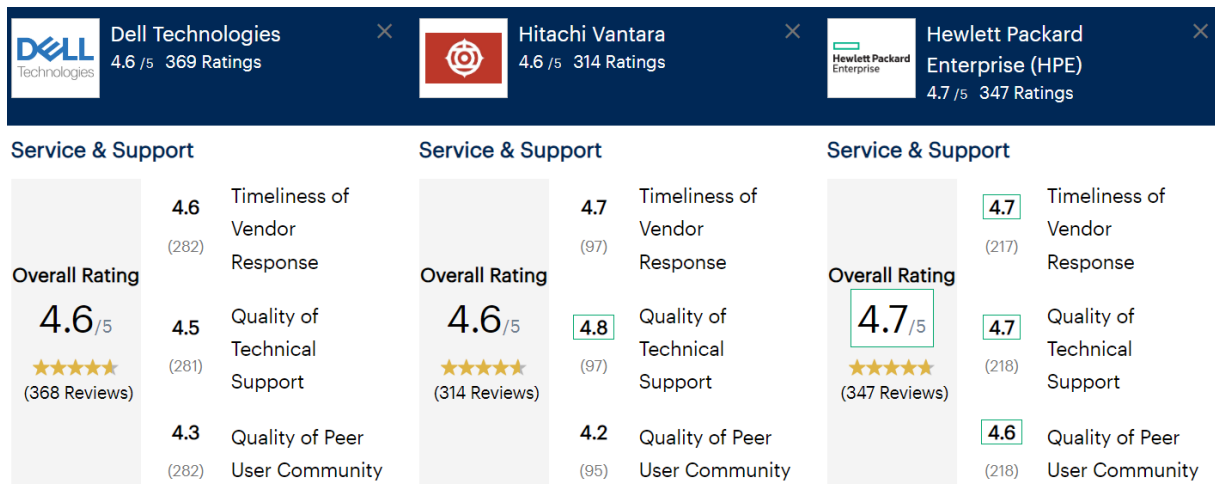 DELL
Technologies
Dell Technologies
4.6 /5 369 Ratings
Hitachi Vantara
4.6 /5 314 Ratings
Hewlett Packard
Enterprise
Hewlett Packard
Enterprise (HPE)
4.7 /5 347 Ratings
Service & Support
Overall Rating
4.6/5
(368 Reviews)
4.6
(282)
Timeliness of
Vendor
Response
4.5
(281)
Quality of
Technical
Support
4.3
(282)
Quality of Peer
User Community
Service & Support
Overall Rating
4.6/5
(314 Reviews)
4.7
(97)
Timeliness of
Vendor
Response
4.8
(97)
Quality of
Technical
Support
4.2
(95)
Quality of Peer
User Community
Service & Support
Overall Rating
4.7/5
(347 Reviews)
4.7
(217)
Timeliness of
Vendor
Response
4.7
(218)
Quality of
Technical
Support
4.6
(218)
Quality of Peer
User Community